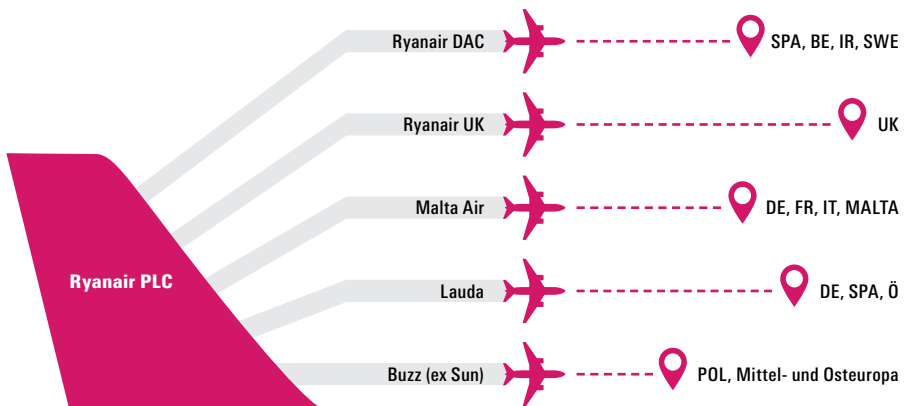 Ryanair DAC
SPA, BE, IR, SWE
Ryanair UK
UK
Malta Air
DE, FR, IT, MALTA
Ryanair PLC
Lauda
DE, SPA, Ö
Buzz (ex Sun)
POL, Mittel- und Osteuropa